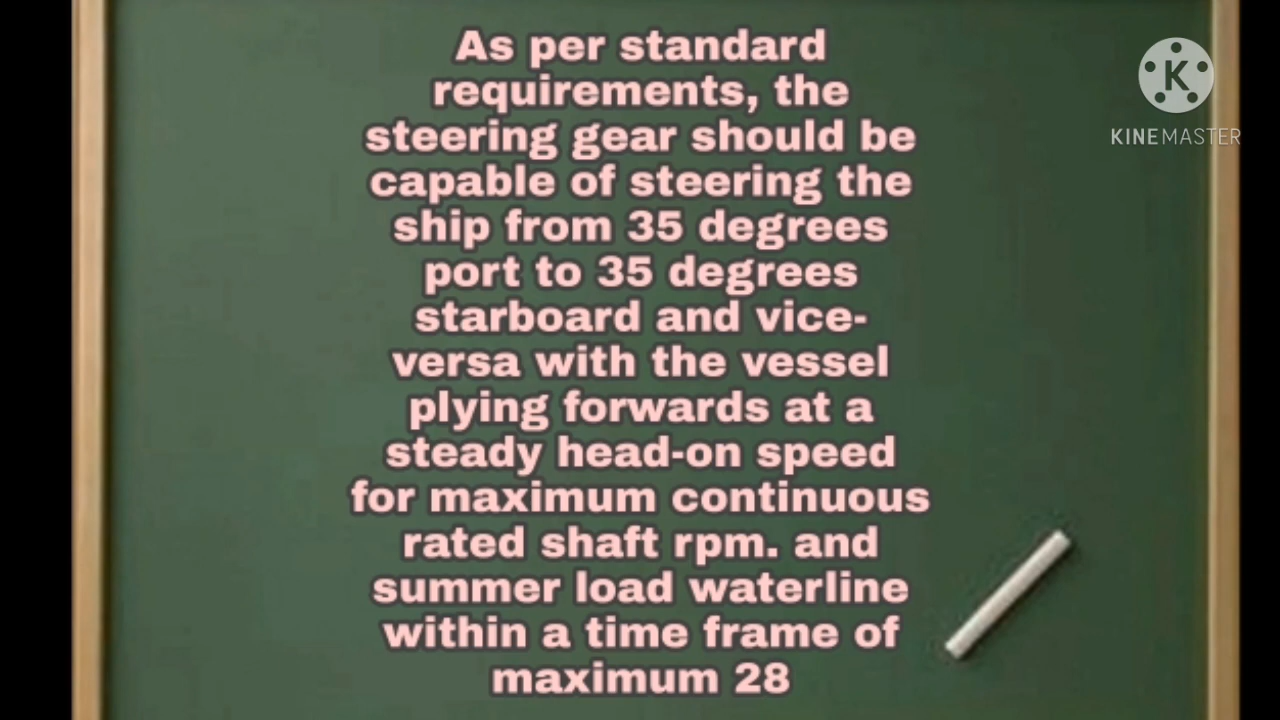 As per standard
requirements, the
steering gear should be
capable of steering the
ship from 35 degrees
port to 35 degrees
starboard and vice-
versa with the vessel
plying forwards at a
steady head-on speed
for maximum continuous
rated shaft rpm. and
summer load waterline
within a time frame of
maximum 28
K
KINEMASTER